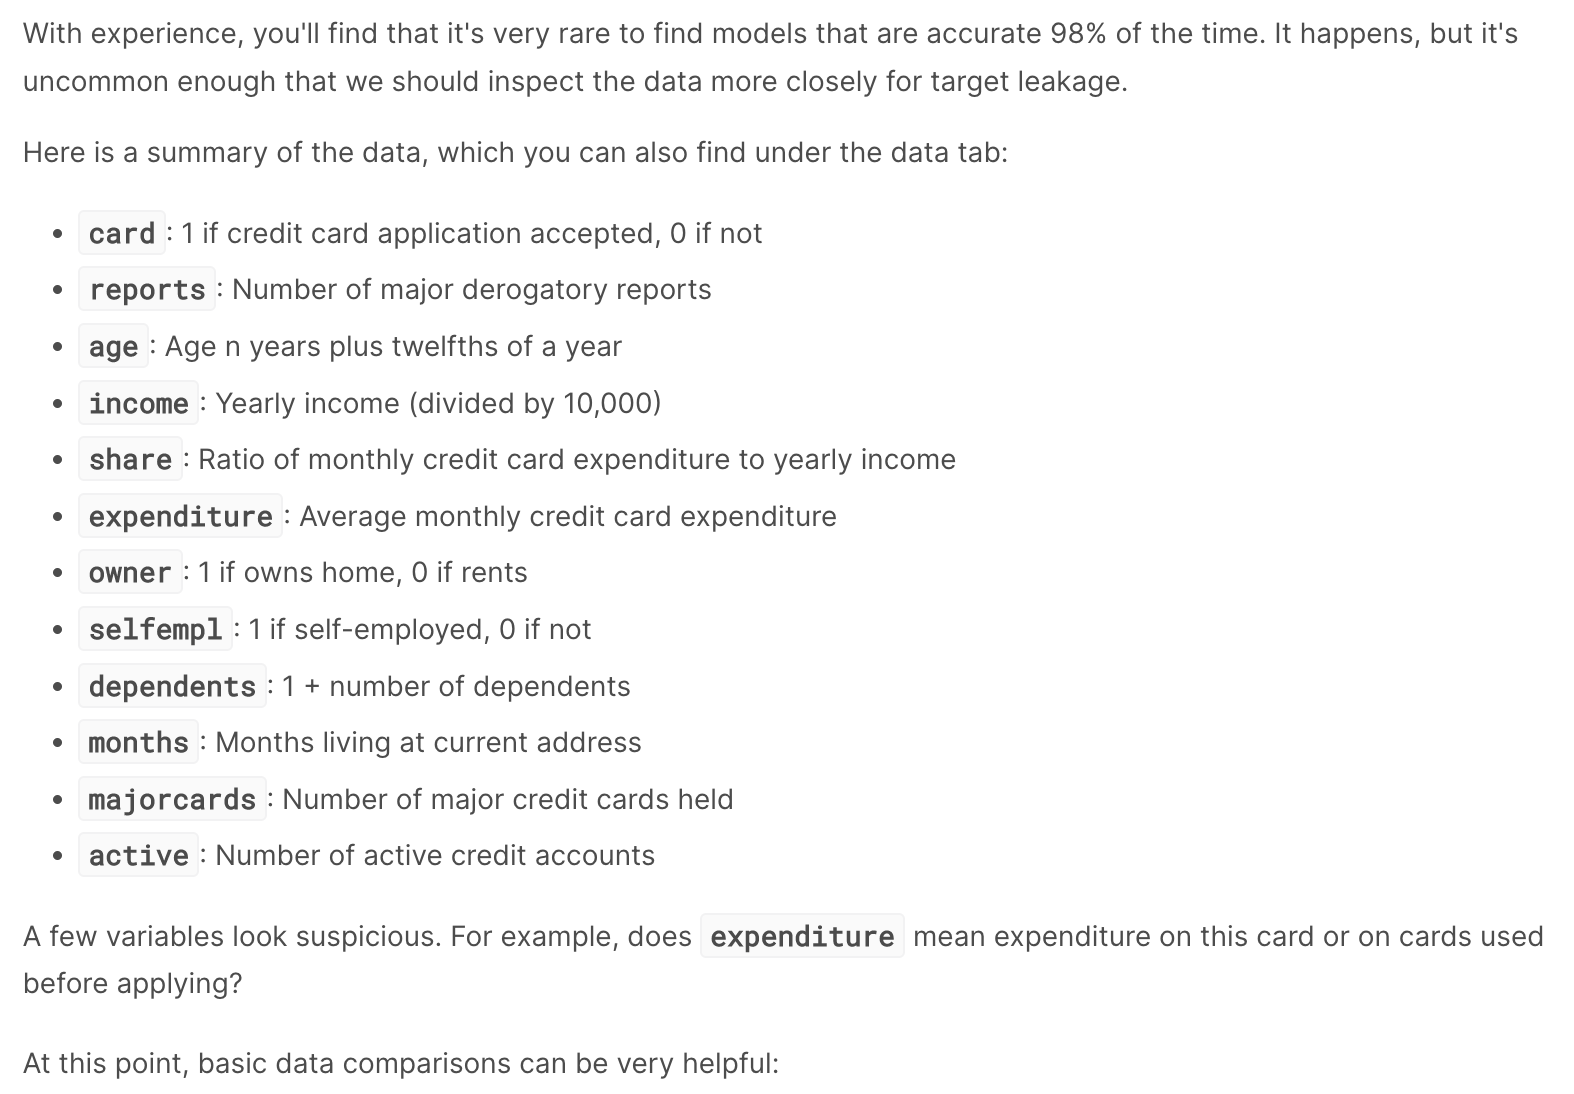 With experience, you'll find that it's very rare to find models that are accurate 98% of the time. It happens, but it's
uncommon enough that we should inspect the data more closely for target leakage.
Here is a summary of the data, which you can also find under the data tab:
• card : 1 if credit card application accepted, 0 if not
• reports : Number of major derogatory reports
• age : Age n years plus twelfths of a year
• income : Yearly income (divided by 10,000)
• share : Ratio of monthly credit card expenditure to yearly income
• expenditure : Average monthly credit card expenditure
• owner : 1 if owns home, 0 if rents
• selfempl : 1 if self-employed, 0 if not
• dependents : 1 + number of dependents
• months : Months living at current address
• majorcards : Number of major credit cards held
• active : Number of active credit accounts
A few variables look suspicious. For example, does expenditure mean expenditure on this card or on cards used
before applying?
At this point, basic data comparisons can be very helpful: